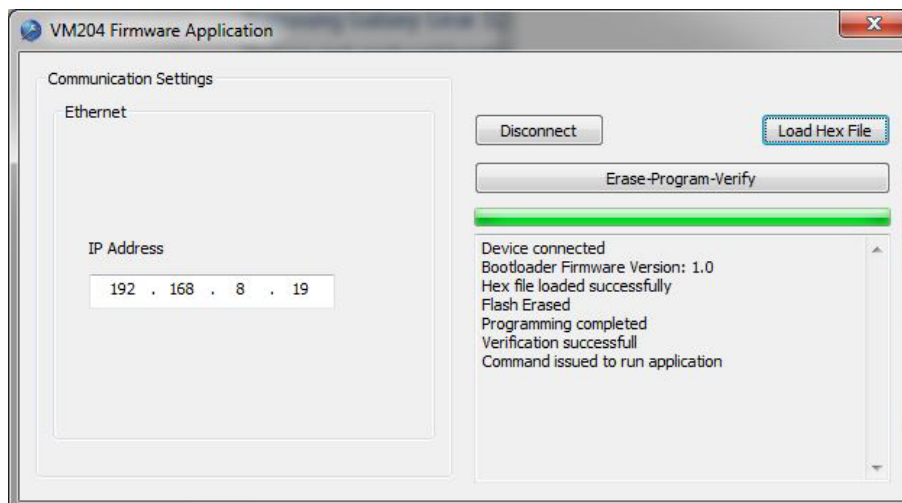 VM204 Firmware Application
Communication Settings
Ethernet
IP Address
192 . 168 . 8 . 19
Disconnect
Load Hex File
Erase-Program-Verify
Device connected
Bootloader Firmware Version: 1.0
Hex file loaded successfully
Flash Erased
Programming completed
Verification successfull
Command issued to run application